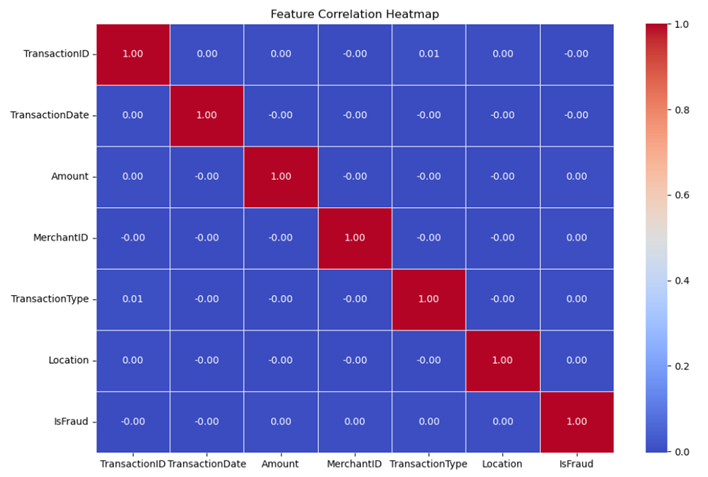 Feature Correlation Heatmap
TransactionID 1.00 0.00 0.00 -0.00 0.01 0.00 -0.00
TransactionDate 0.00 1.00 -0.00 -0.00 -0.00 -0.00 -0.00
Amount 0.00 -0.00 1.00 -0.00 -0.00 -0.00 0.00
MerchantID -0.00 -0.00 -0.00 1.00 -0.00 -0.00 0.00
TransactionType 0.01 -0.00 -0.00 -0.00 1.00 -0.00 0.00
Location 0.00 -0.00 -0.00 -0.00 -0.00 1.00 0.00
IsFraud -0.00 -0.00 0.00 0.00 0.00 0.00 1.00
TransactionID TransactionDate Amount MerchantID TransactionType Location IsFraud
1.0
0.8
0.6
0.4
0.2
0.0